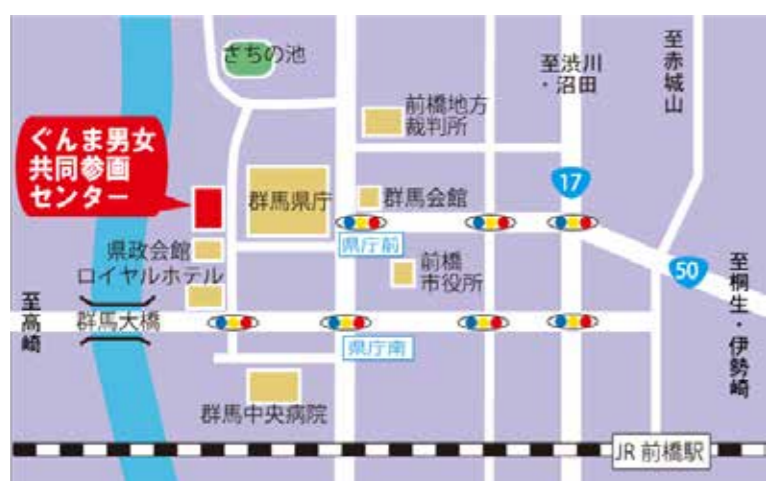 さちの池
至渋川
・沼田
至赤城山
前橋地方
裁判所
ぐんま男女
共同参画
センター
17
群馬県庁
群馬会館
県庁前
県政会館
前橋
市役所
50
至桐生・伊勢崎
ロイヤルホテル
至高崎
群馬大橋
県庁南
群馬中央病院
JR 前橋駅